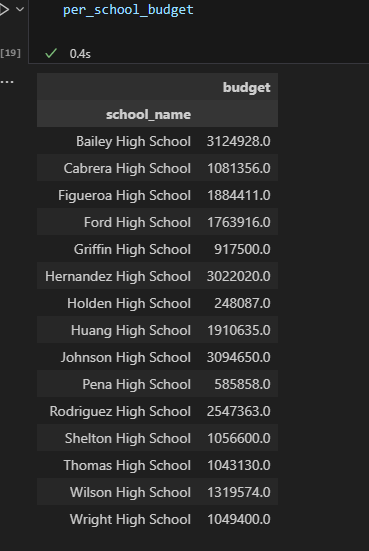 per_school_budget
[19]
0.4s
...
budget
school_name
Bailey High School 3124928.0
Cabrera High School 1081356.0
Figueroa High School 1884411.0
Ford High School 1763916.0
Griffin High School 917500.0
Hernandez High School 3022020.0
Holden High School 248087.0
Huang High School 1910635.0
Johnson High School 3094650.0
Pena High School 585858.0
Rodriguez High School 2547363.0
Shelton High School 1056600.0
Thomas High School 1043130.0
Wilson High School 1319574.0
Wright High School 1049400.0